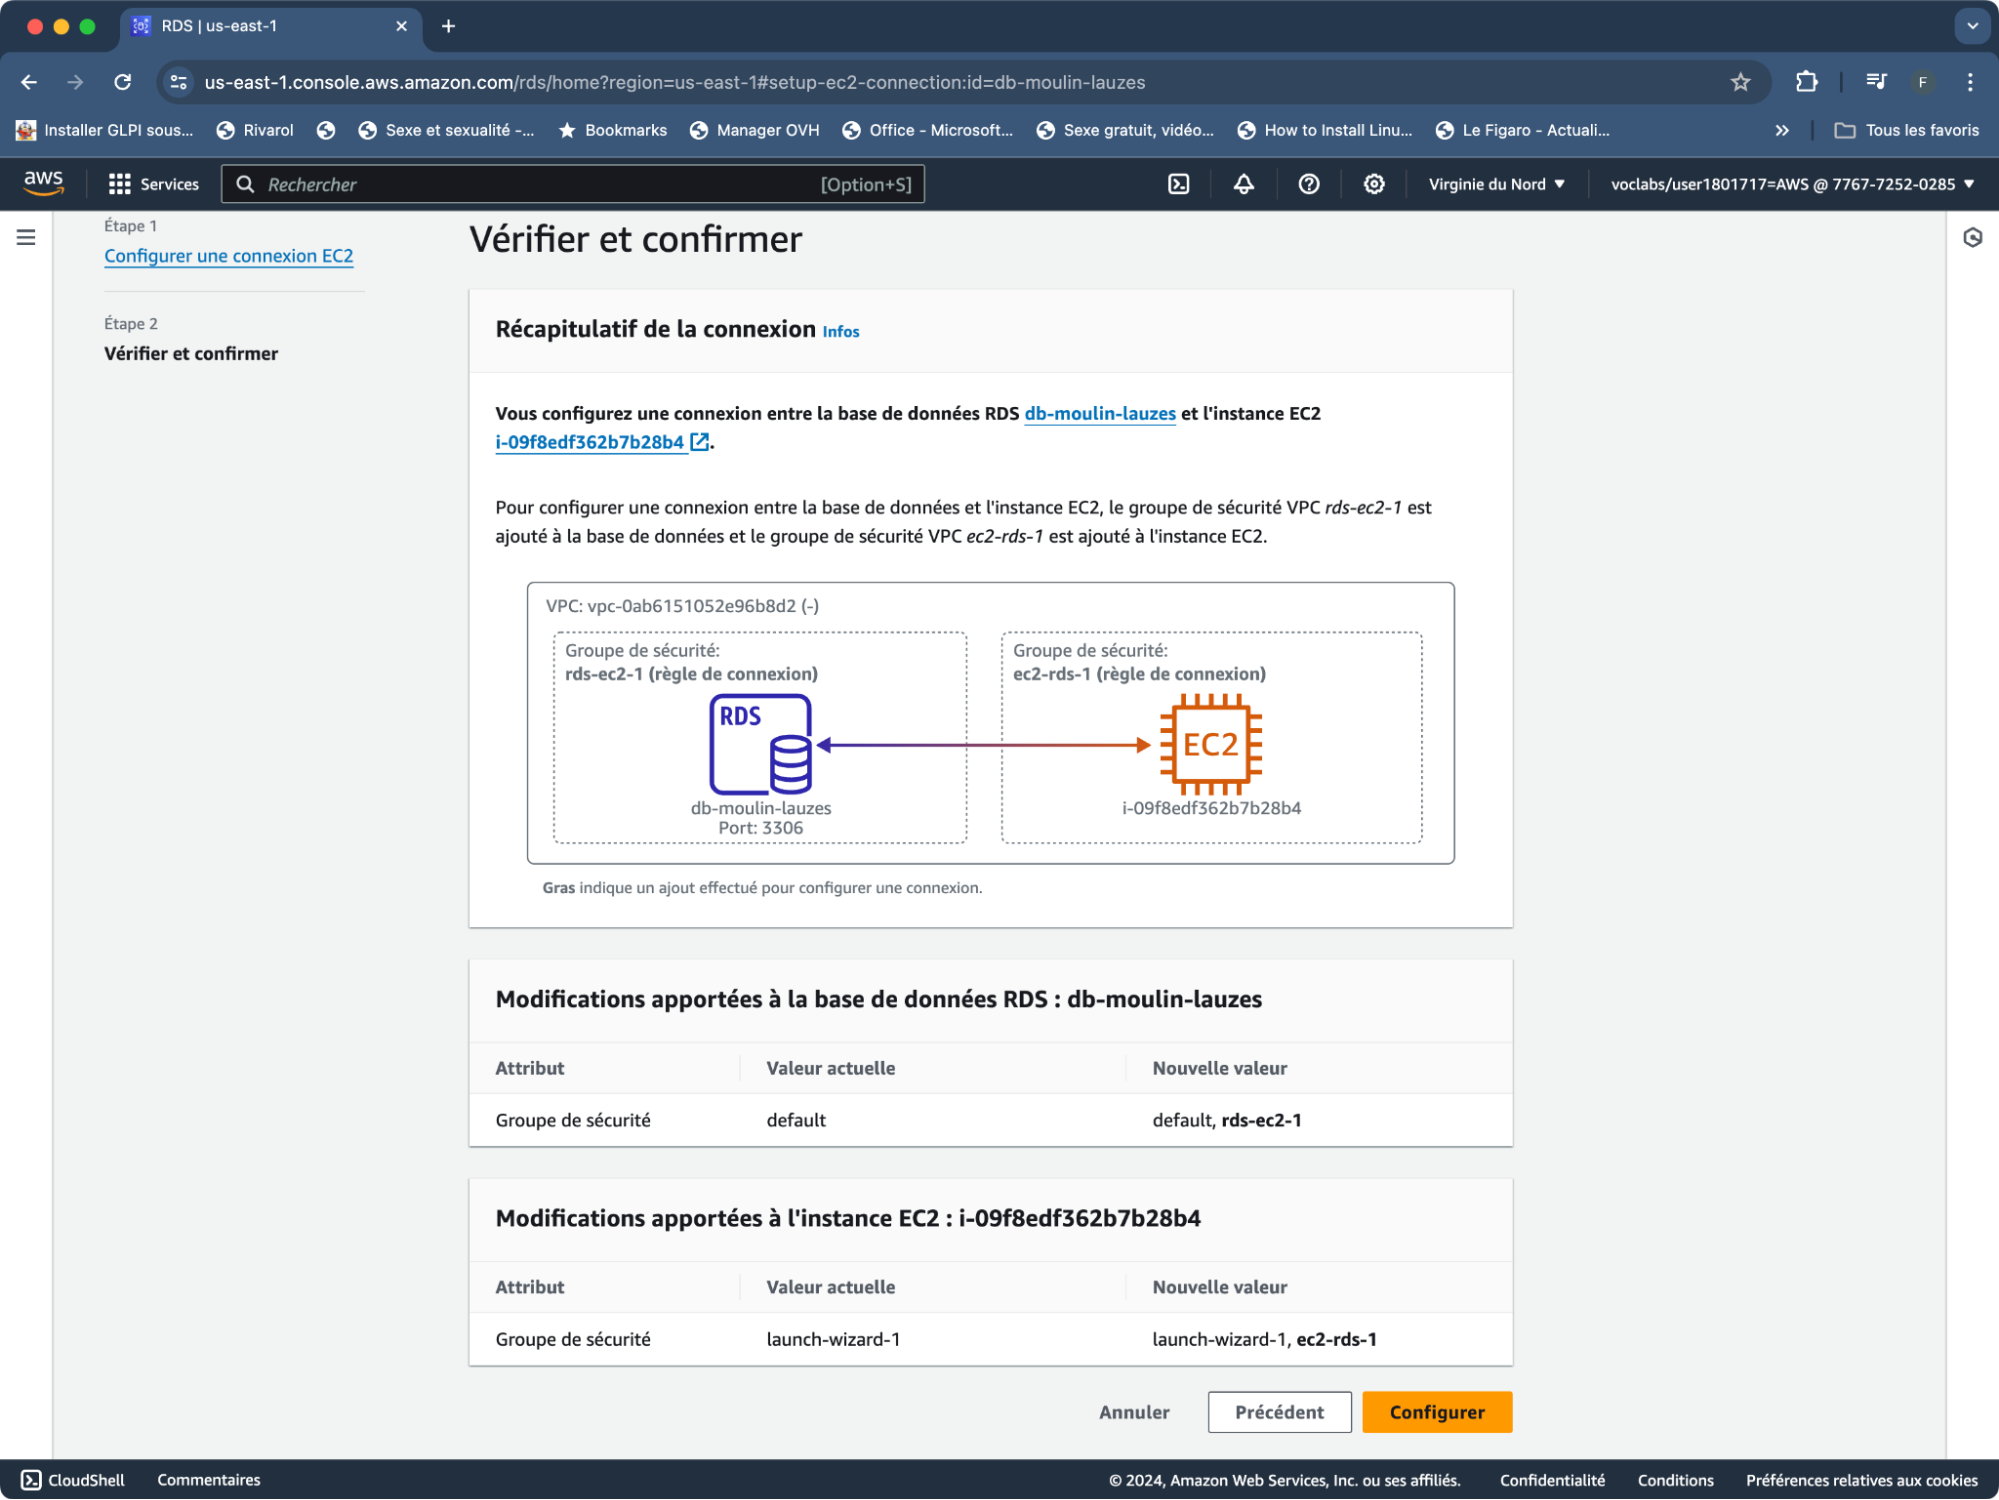 RDS | us-east-1
us-east-1.console.aws.amazon.com/rds/home?region=us-east-1#setup-ec2-connection:id=db-moulin-lauzes
F
Installer GLPI sous...
Rivarol
Sexe et sexualité -...
Bookmarks
Manager OVH
Office - Microsoft...
Sexe gratuit, vidéo...
How to Install Linu...
Le Figaro - Actuali...
Tous les favoris
aws
Services
Rechercher
[Option+S]
Virginie du Nord
voclabs/user1801717=AWS @ 7767-7252-0285
Étape 1
Configurer une connexion EC2
Étape 2
Vérifier et confirmer
Vérifier et confirmer
Récapitulatif de la connexion Infos
Vous configurez une connexion entre la base de données RDS db-moulin-lauzes et l'instance EC2
i-09f8edf362b7b28b4.
Pour configurer une connexion entre la base de données et l'instance EC2, le groupe de sécurité VPC rds-ec2-1 est
ajouté à la base de données et le groupe de sécurité VPC ec2-rds-1 est ajouté à l'instance EC2.
VPC: vpc-0ab6151052e96b8d2 (-)
Groupe de sécurité:
rds-ec2-1 (règle de connexion)
RDS
db-moulin-lauzes
Port: 3306
Groupe de sécurité:
ec2-rds-1 (règle de connexion)
EC2
i-09f8edf362b7b28b4
Gras indique un ajout effectué pour configurer une connexion.
Modifications apportées à la base de données RDS : db-moulin-lauzes
Attribut Valeur actuelle Nouvelle valeur
Groupe de sécurité default default, rds-ec2-1
Modifications apportées à l'instance EC2 : i-09f8edf362b7b28b4
Attribut Valeur actuelle Nouvelle valeur
Groupe de sécurité launch-wizard-1 launch-wizard-1, ec2-rds-1
Annuler
Précédent
Configurer
CloudShell
Commentaires
© 2024, Amazon Web Services, Inc. ou ses affiliés.
Confidentialité
Conditions
Préférences relatives aux cookies